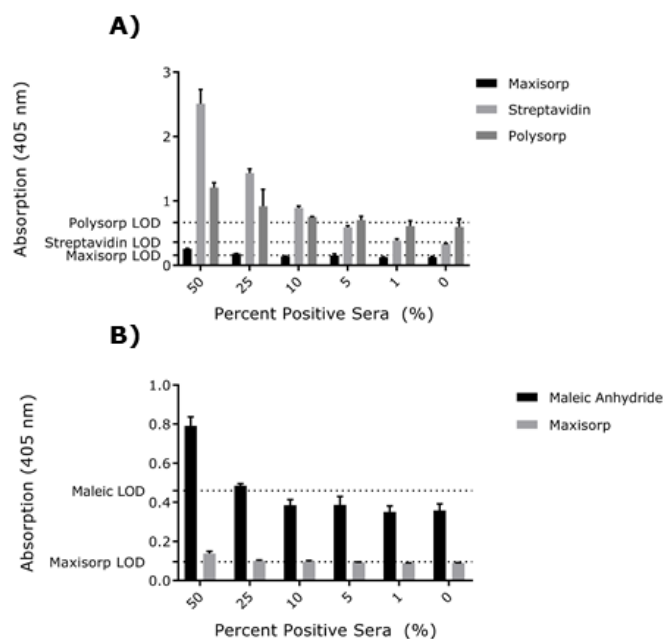 A)
Absorption (405 nm)
3
2
1
0
Polysorp LOD
Streptavidin LOD
Maxisorp LOD
50
25
10
5
1
0
Percent Positive Sera (%)
Maxisorp
Streptavidin
Polysorp
B)
Absorption (405 nm)
1.0
0.8
0.6
0.4
0.2
0.0
Maleic LOD
Maxisorp LOD
50
25
10
5
1
0
Percent Positive Sera (%)
Maleic Anhydride
Maxisorp